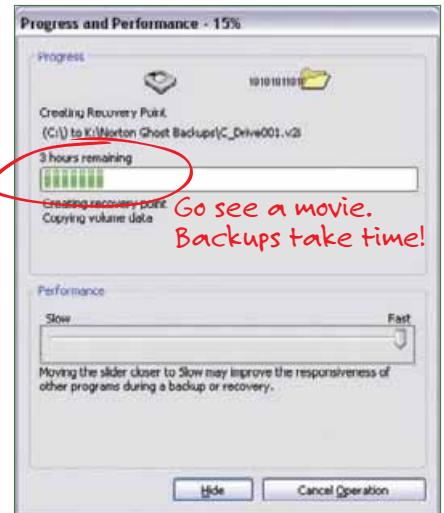 Progress and Performance - 15%
Progress
1010101101
Creating Recovery Point
(C:\) to K:\Norton Ghost Backups\C_Drive001.v2i
3 hours remaining
Creating recovery point
Copying volume data
Go see a movie.
Backups take time!
Performance
Slow Fast
Moving the slider closer to Slow may improve the responsiveness of
other programs during a backup or recovery.
Hide Cancel Operation